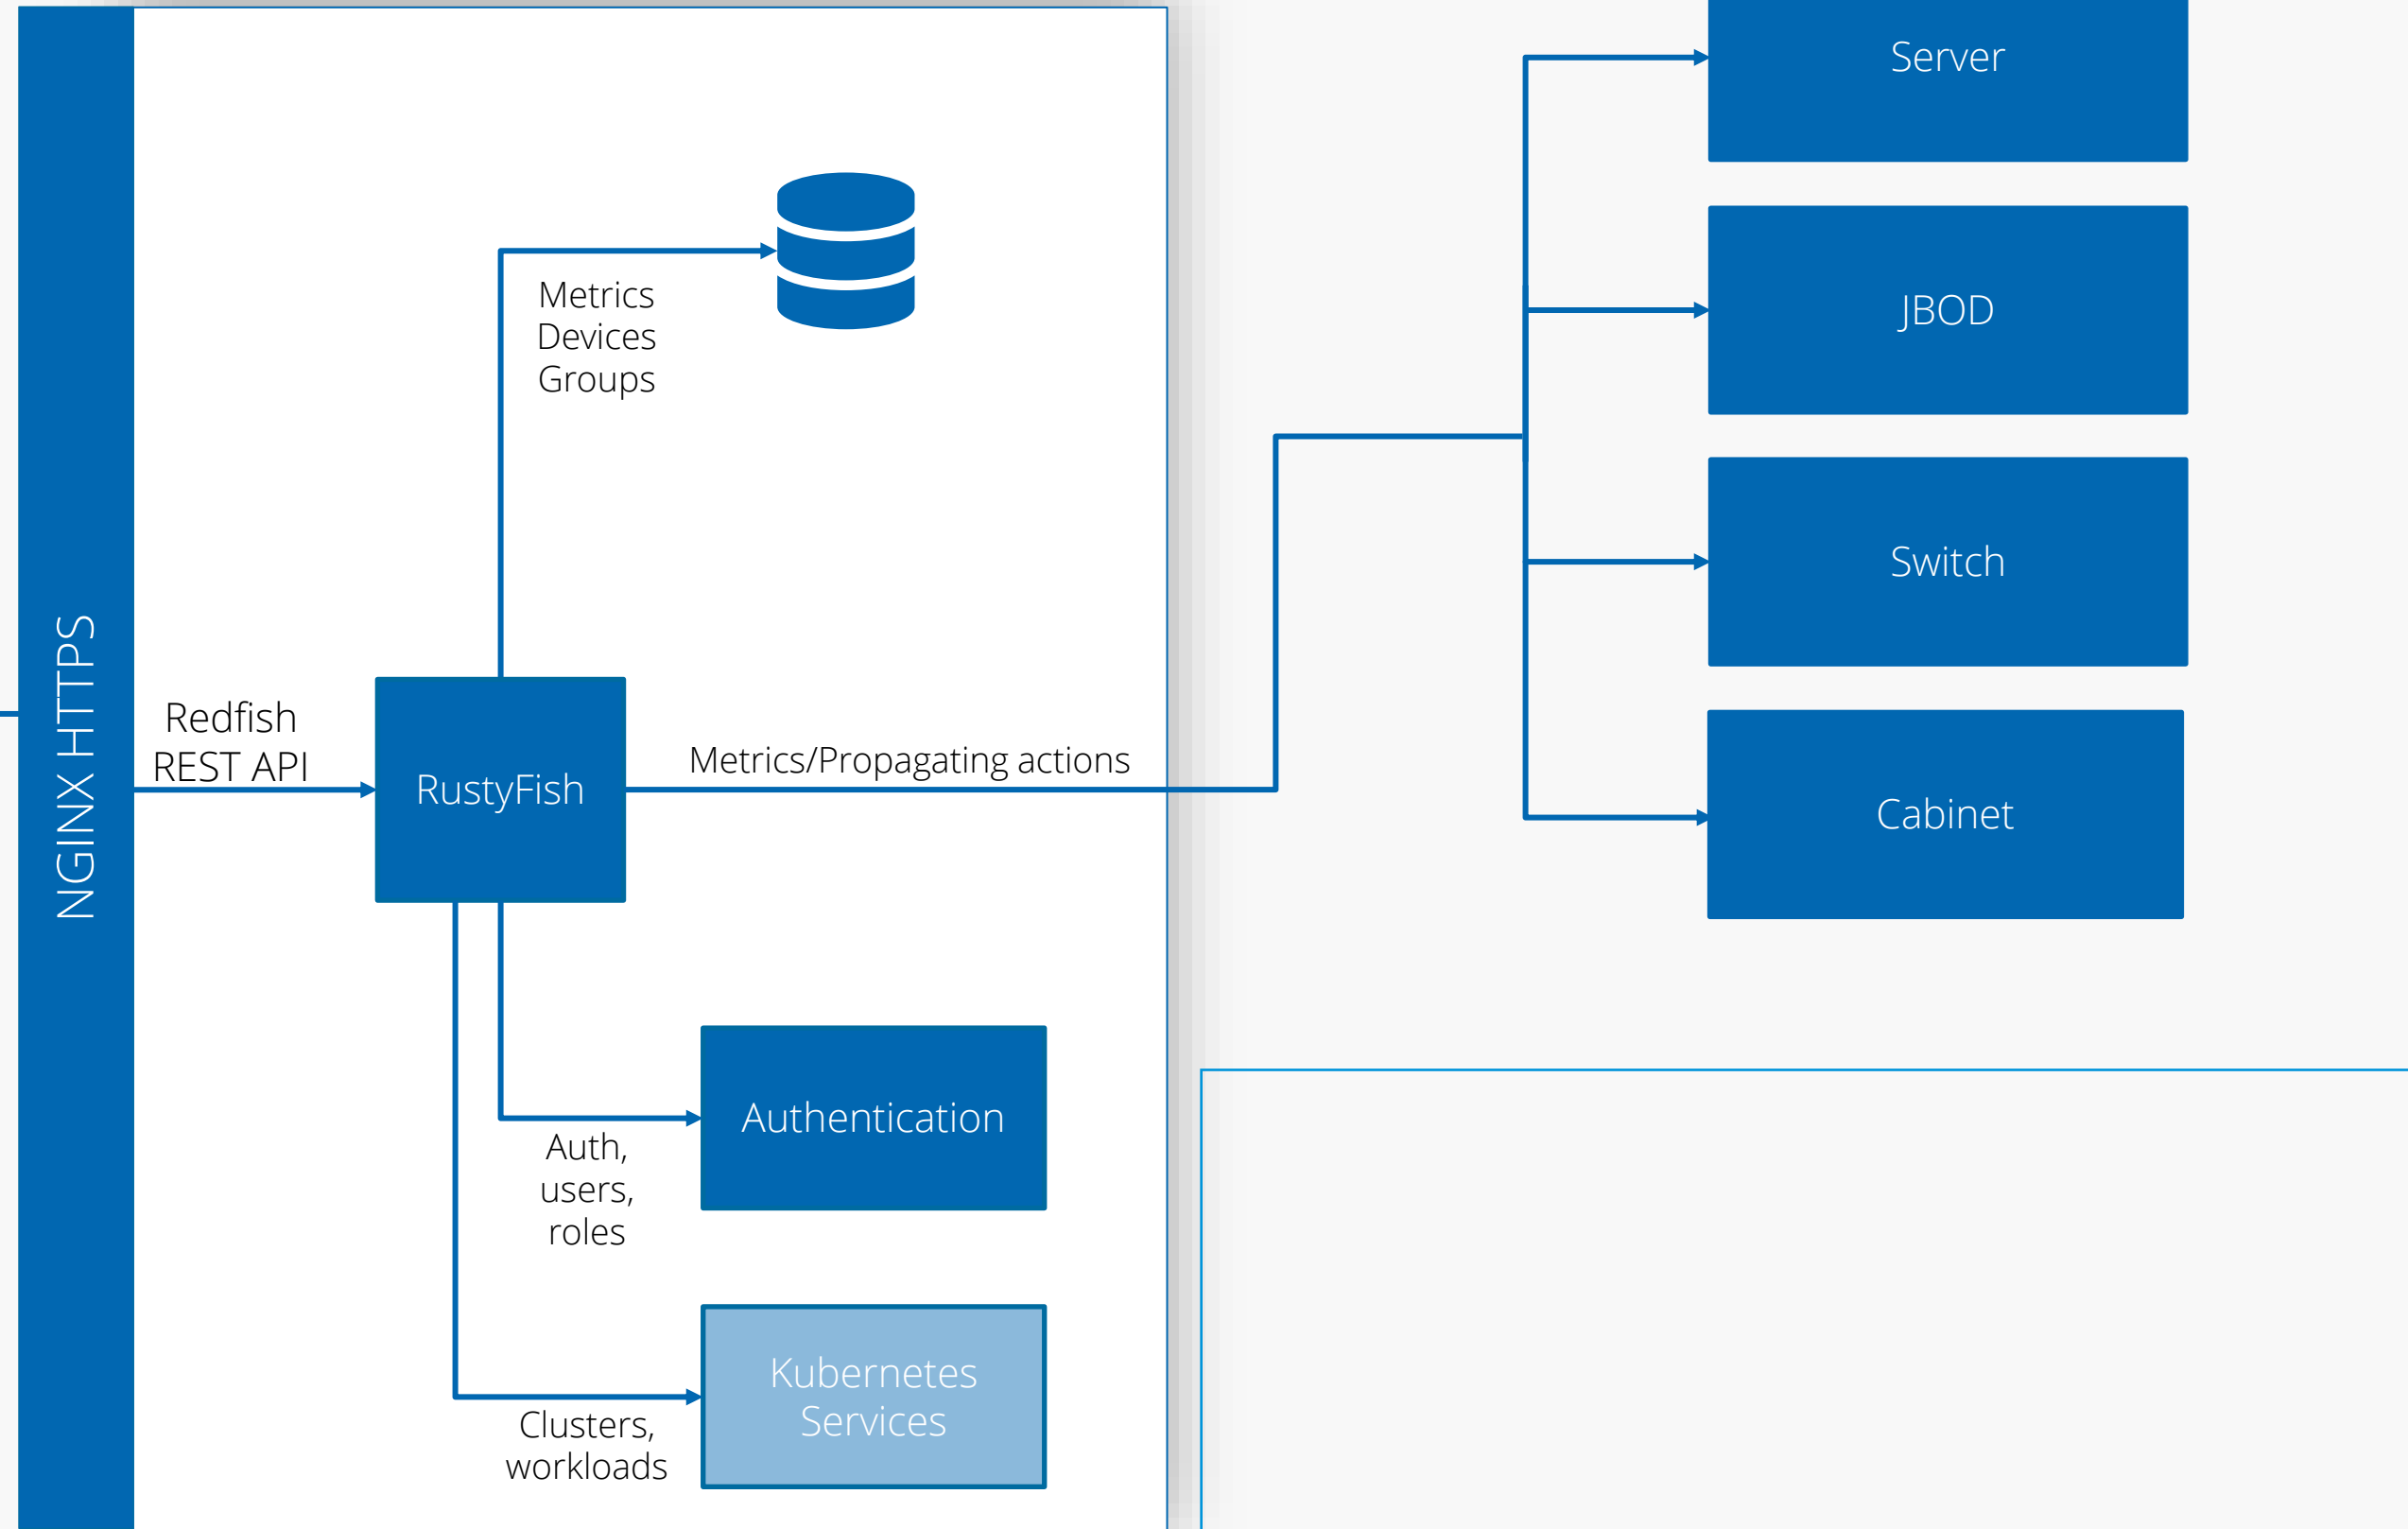 NGINX HTTPS
Redfish
REST API
RustyFish
Metrics
Devices
Groups
Metrics/Propagating actions
Auth,
users,
roles
Authentication
Clusters,
workloads
Kubernetes
Services
Server
JBOD
Switch
Cabinet